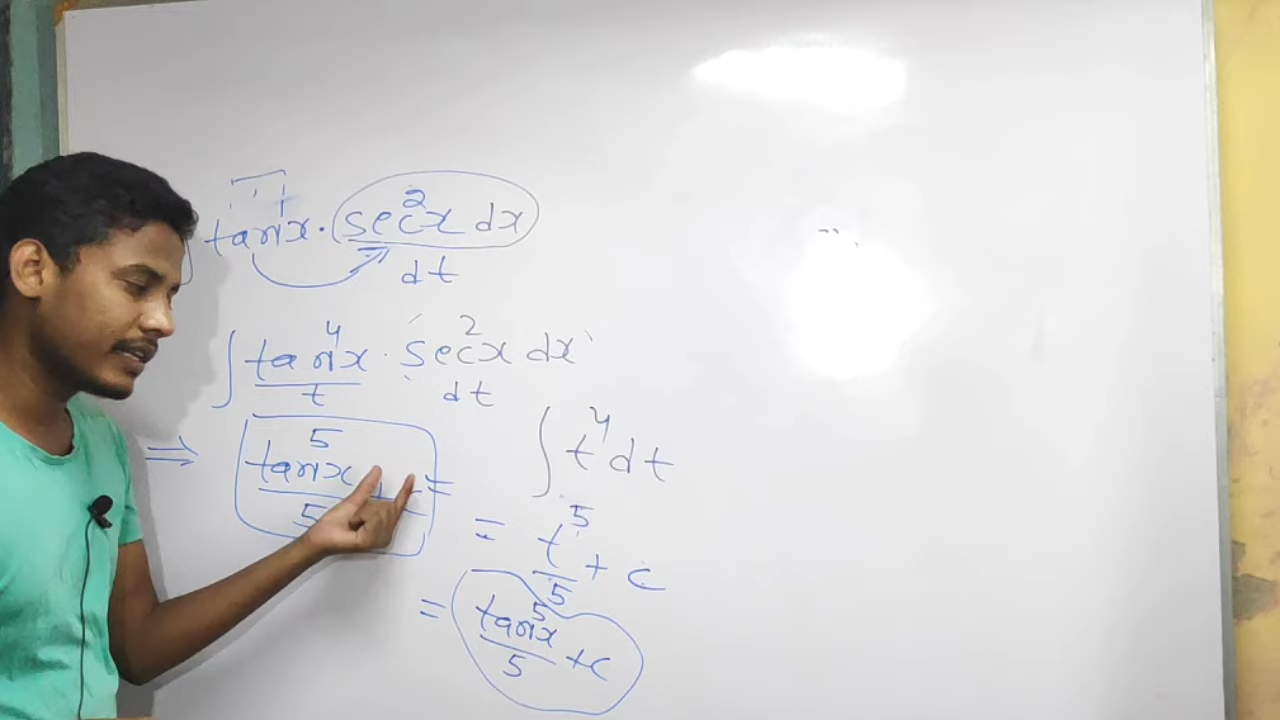 tan⁴x · sec²x dx
dt
∫ tan⁴x · sec²x dx
t dt
⇒ tan⁵x/5 + c = ∫ t⁴ dt
= t⁵/5 + c
= tan⁵x/5 + c